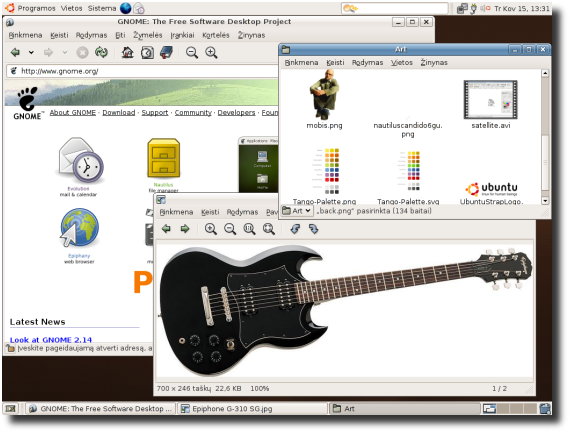 Programos Vietos Sistema
Tr Kov 15, 13:31
GNOME: The Free Software Desktop Project
Rinkmena Keisti Rodymas Eiti Žymelės Įrankiai Kortelės Žinynas
http://www.gnome.org/
GNOME™
About GNOME · Download · Support · Community · Developers · Foun
Evolution
mail & calendar
Nautilus
file manager
Computer
Home
Epiphany
web browser
P
Latest News
Look at GNOME 2.14
Įveskite pageidaujamą atverti adresą, a
Art
Rinkmena Keisti Rodymas Vietos Žinynas
mobis.png
nautiluscandido6gu.
png
satellite.avi
Tango-Palette.png
Tango-Palette.svg
ubuntu
UbuntuStrapLogo.
Art
„back.png" pasirinkta (134 baitai)
Rinkmena Keisti Rodymas Pav
700 x 246 taškų 22,6 KB 100%
1 / 2
GNOME: The Free Software Desktop ...
Epiphone G-310 SG.jpg
Art